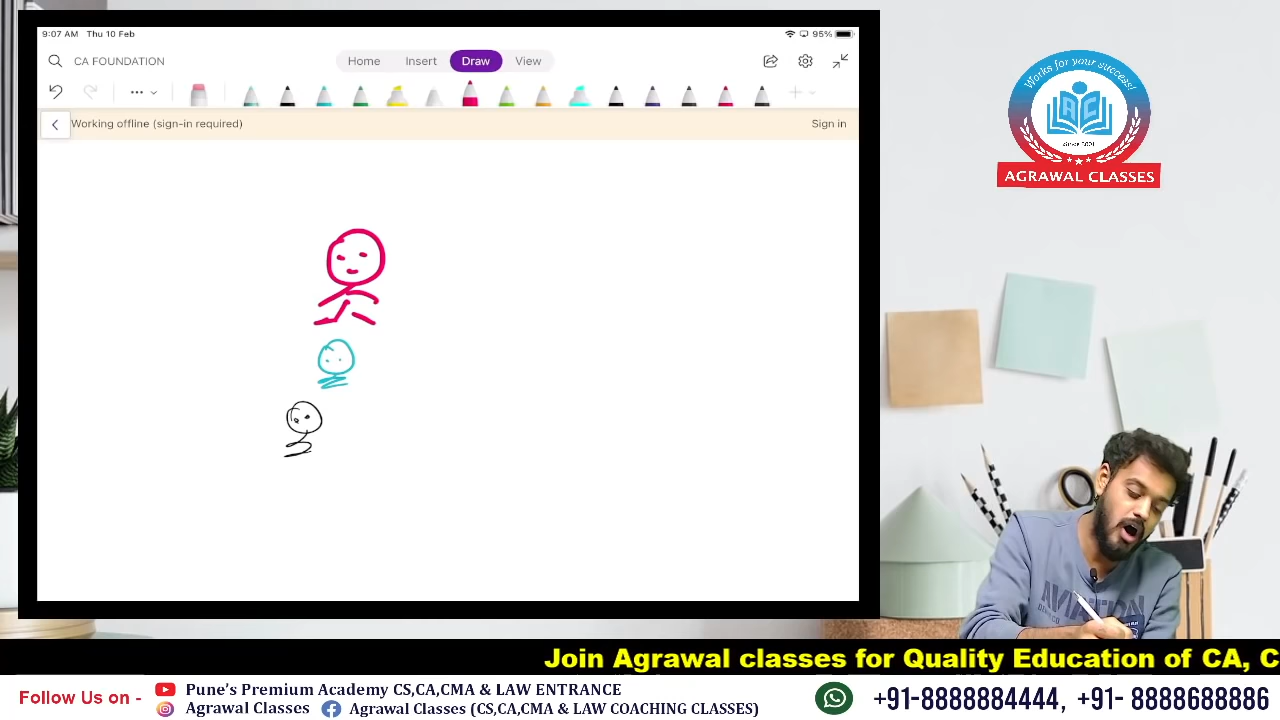 9:07 AM Thu 10 Feb
95%
CA FOUNDATION
Home Insert Draw View
Working offline (sign-in required)
Sign in
Works for your success!
AC
Since 2001
AGRAWAL CLASSES
Join Agrawal classes for Quality Education of CA, C
Follow Us on - Pune's Premium Academy CS,CA,CMA & LAW ENTRANCE
Agrawal Classes Agrawal Classes (CS,CA,CMA & LAW COACHING CLASSES)
+91-8888884444, +91- 8888688886